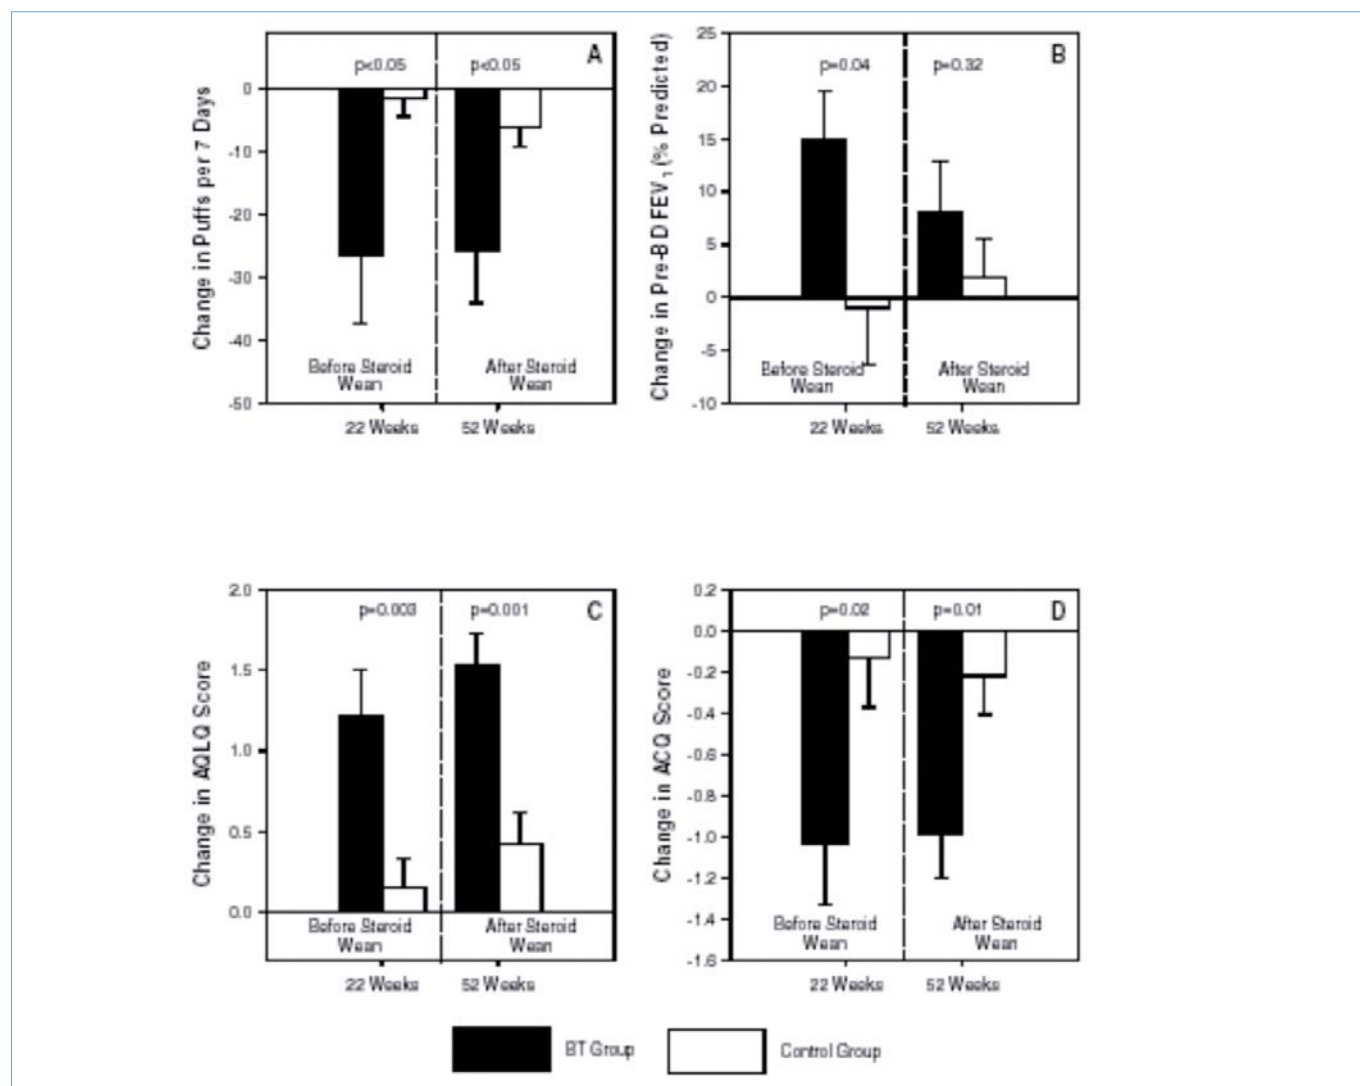 A
p<0.05
p<0.05
Change in Puffs per 7 Days
0
-10
-20
-30
-40
-50
Before Steroid
Wean
After Steroid
Wean
22 Weeks
52 Weeks
B
p=0.04
p=0.32
Change in Pre-BD FEV1 (% Predicted)
25
20
15
10
5
0
-5
-10
Before Steroid
Wean
After Steroid
Wean
22 Weeks
52 Weeks
C
p=0.003
p=0.001
Change in AQLQ Score
2.0
1.5
1.0
0.5
0.0
Before Steroid
Wean
After Steroid
Wean
22 Weeks
52 Weeks
D
p=0.02
p=0.01
Change in ACQ Score
0.2
0.0
-0.2
-0.4
-0.6
-0.8
-1.0
-1.2
-1.4
-1.6
Before Steroid
Wean
After Steroid
Wean
22 Weeks
52 Weeks
BT Group
Control Group